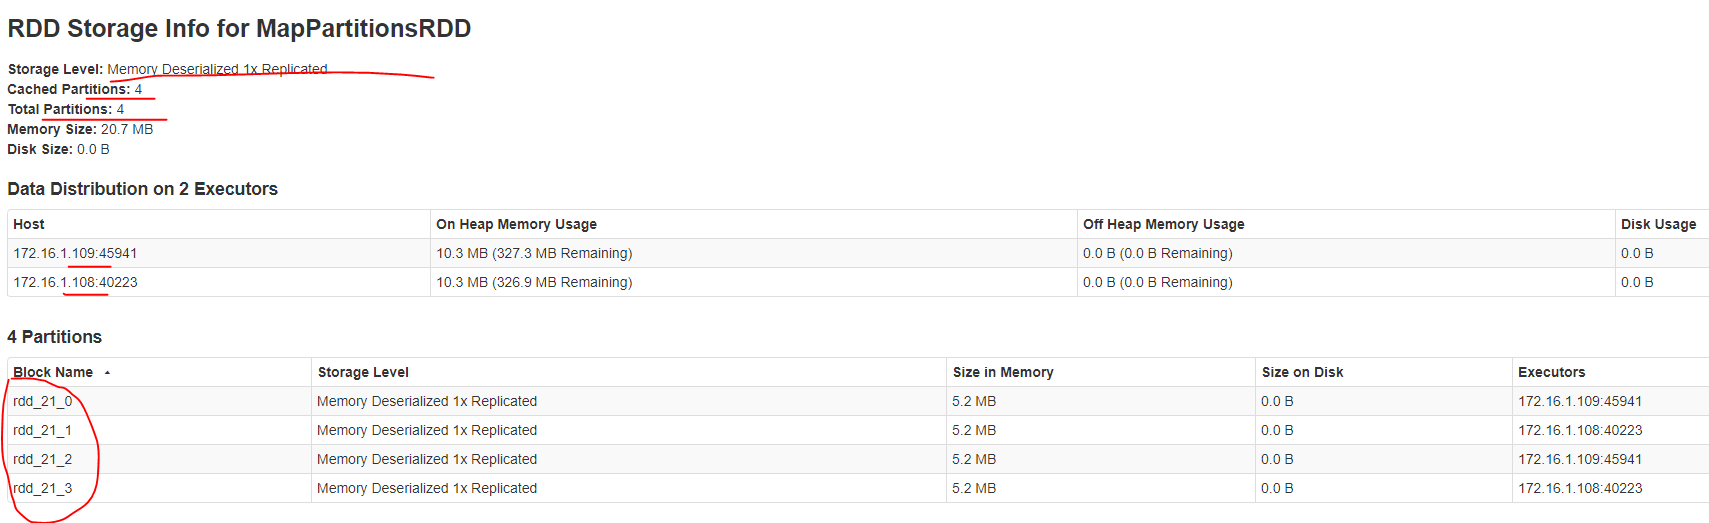 RDD Storage Info for MapPartitionsRDD
Storage Level: Memory Deserialized 1x Replicated
Cached Partitions: 4
Total Partitions: 4
Memory Size: 20.7 MB
Disk Size: 0.0 B
Data Distribution on 2 Executors
Host On Heap Memory Usage Off Heap Memory Usage Disk Usage
172.16.1.109:45941 10.3 MB (327.3 MB Remaining) 0.0 B (0.0 B Remaining) 0.0 B
172.16.1.108:40223 10.3 MB (326.9 MB Remaining) 0.0 B (0.0 B Remaining) 0.0 B
4 Partitions
Block Name Storage Level Size in Memory Size on Disk Executors
rdd_21_0 Memory Deserialized 1x Replicated 5.2 MB 0.0 B 172.16.1.109:45941
rdd_21_1 Memory Deserialized 1x Replicated 5.2 MB 0.0 B 172.16.1.108:40223
rdd_21_2 Memory Deserialized 1x Replicated 5.2 MB 0.0 B 172.16.1.109:45941
rdd_21_3 Memory Deserialized 1x Replicated 5.2 MB 0.0 B 172.16.1.108:40223